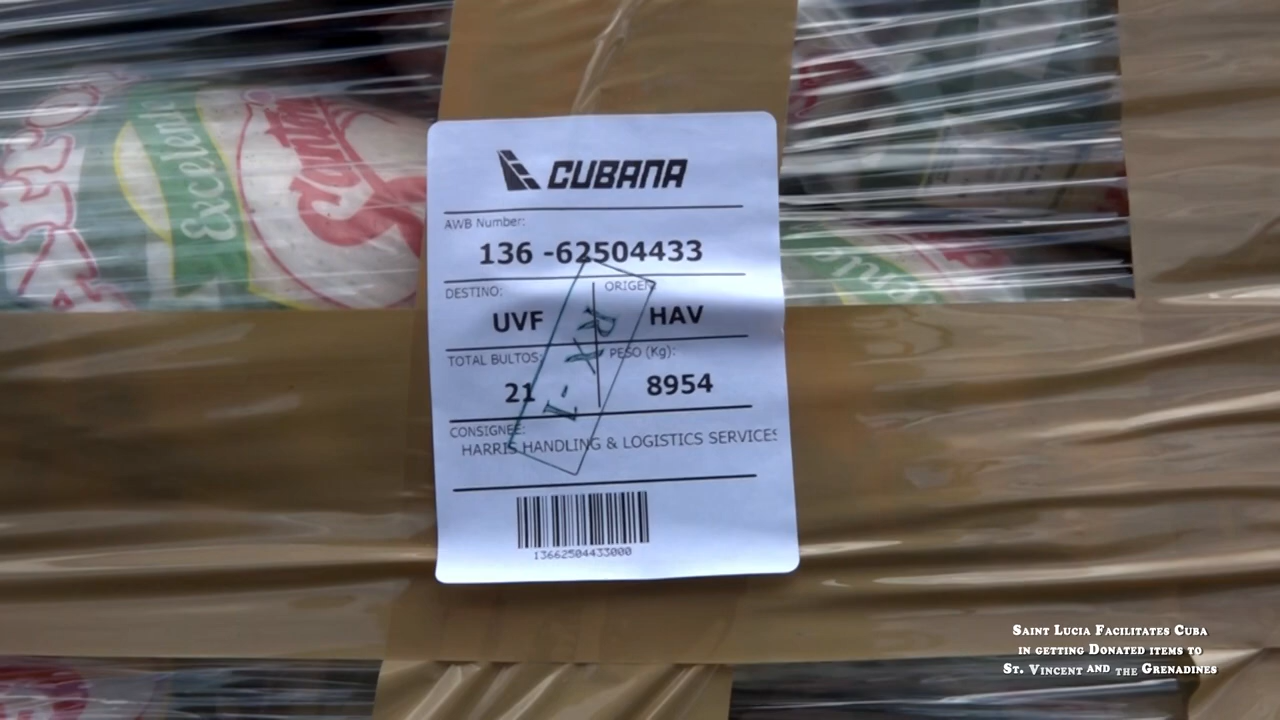 Excelente
CUBANA
AWB Number:
136 -62504433
DESTINO:
ORIGEN
UVF
HAV
TOTAL BULTOS:
PESO (Kg):
21
8954
CONSIGNEE:
HARRIS HANDLING & LOGISTICS SERVICES
13662504433000
Saint Lucia Facilitates Cuba
in getting Donated items to
St. Vincent and the Grenadines